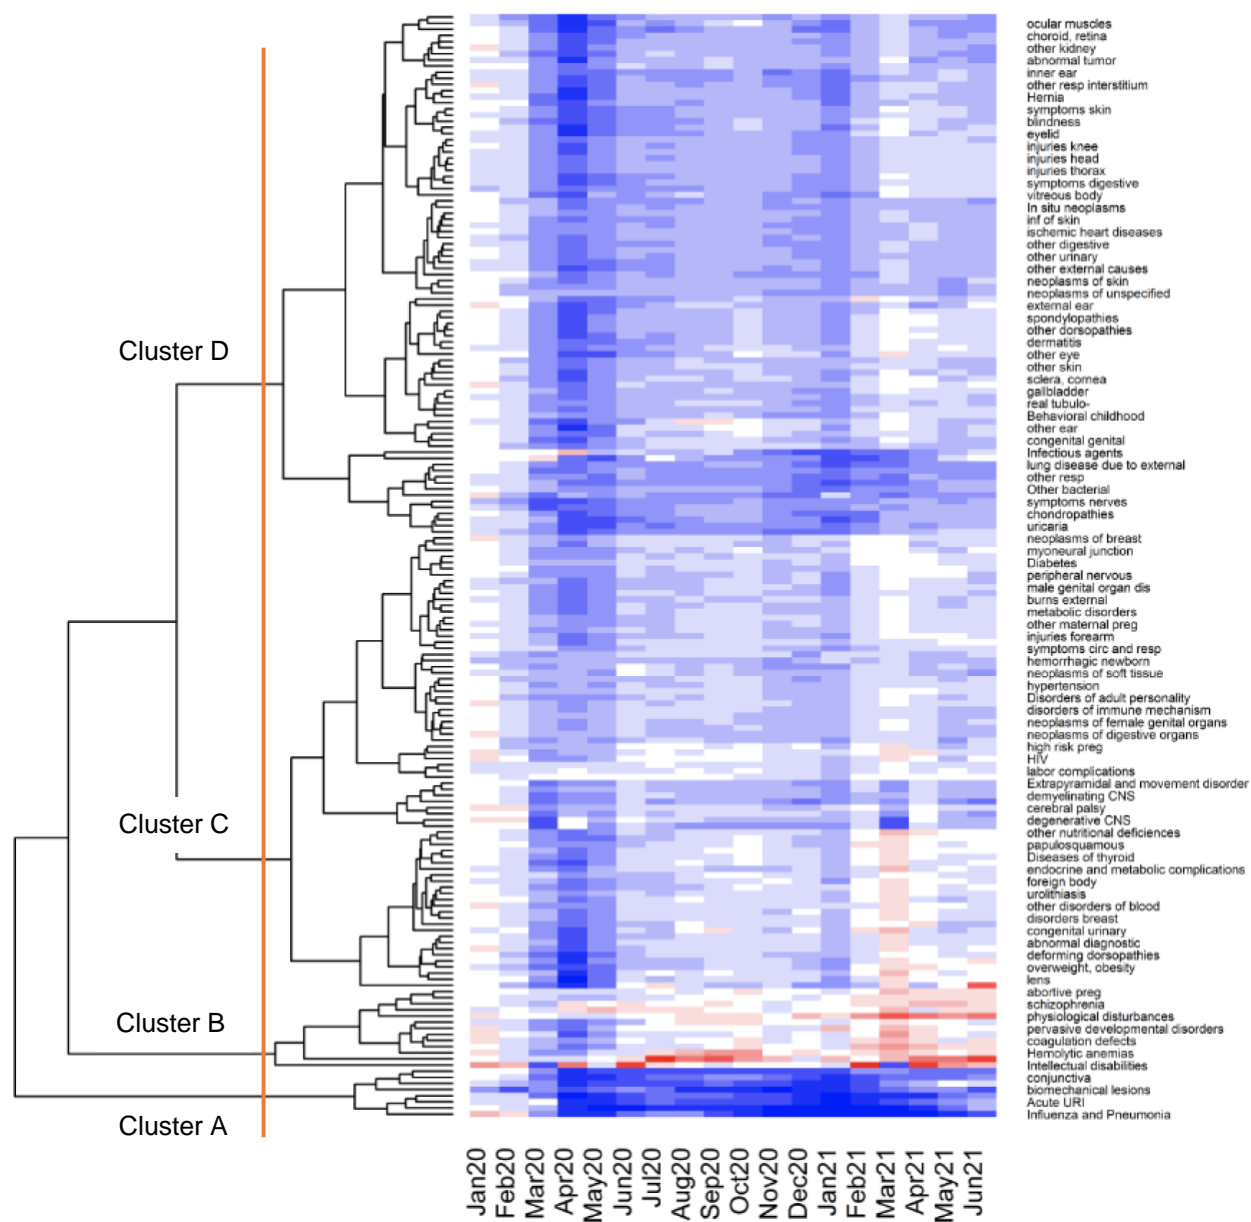 Cluster D
Cluster C
Cluster B
Cluster A
ocular muscles
choroid, retina
other kidney
abnormal tumor
inner ear
other resp interstitium
Hernia
symptoms skin
blindness
eyelid
injuries knee
injuries head
injuries thorax
symptoms digestive
vitreous body
In situ neoplasms
inf of skin
ischemic heart diseases
other digestive
other urinary
other external causes
neoplasms of skin
neoplasms of unspecified
external ear
spondylopathies
other dorsopathies
dermatitis
other eye
other skin
sclera, cornea
gallbladder
real tubulo-
Behavioral childhood
other ear
congenital genital
Infectious agents
lung disease due to external
other resp
Other bacterial
symptoms nerves
chondropathies
uricaria
neoplasms of breast
myoneural junction
Diabetes
peripheral nervous
male genital organ dis
burns external
metabolic disorders
other maternal preg
injuries forearm
symptoms circ and resp
hemorrhagic newborn
neoplasms of soft tissue
hypertension
Disorders of adult personality
disorders of immune mechanism
neoplasms of female genital organs
neoplasms of digestive organs
high risk preg
HIV
labor complications
Extrapyramidal and movement disorder
demyelinating CNS
cerebral palsy
degenerative CNS
other nutritional deficiences
papulosquamous
Diseases of thyroid
endocrine and metabolic complications
foreign body
urolithiasis
other disorders of blood
disorders breast
congenital urinary
abnormal diagnostic
deforming dorsopathies
overweight, obesity
lens
abortive preg
schizophrenia
physiological disturbances
pervasive developmental disorders
coagulation defects
Hemolytic anemias
Intellectual disabilities
conjunctiva
biomechanical lesions
Acute URI
Influenza and Pneumonia
Jan20
Feb20
Mar20
Apr20
May20
Jun20
Jul20
Aug20
Sep20
Oct20
Nov20
Dec20
Jan21
Feb21
Mar21
Apr21
May21
Jun21